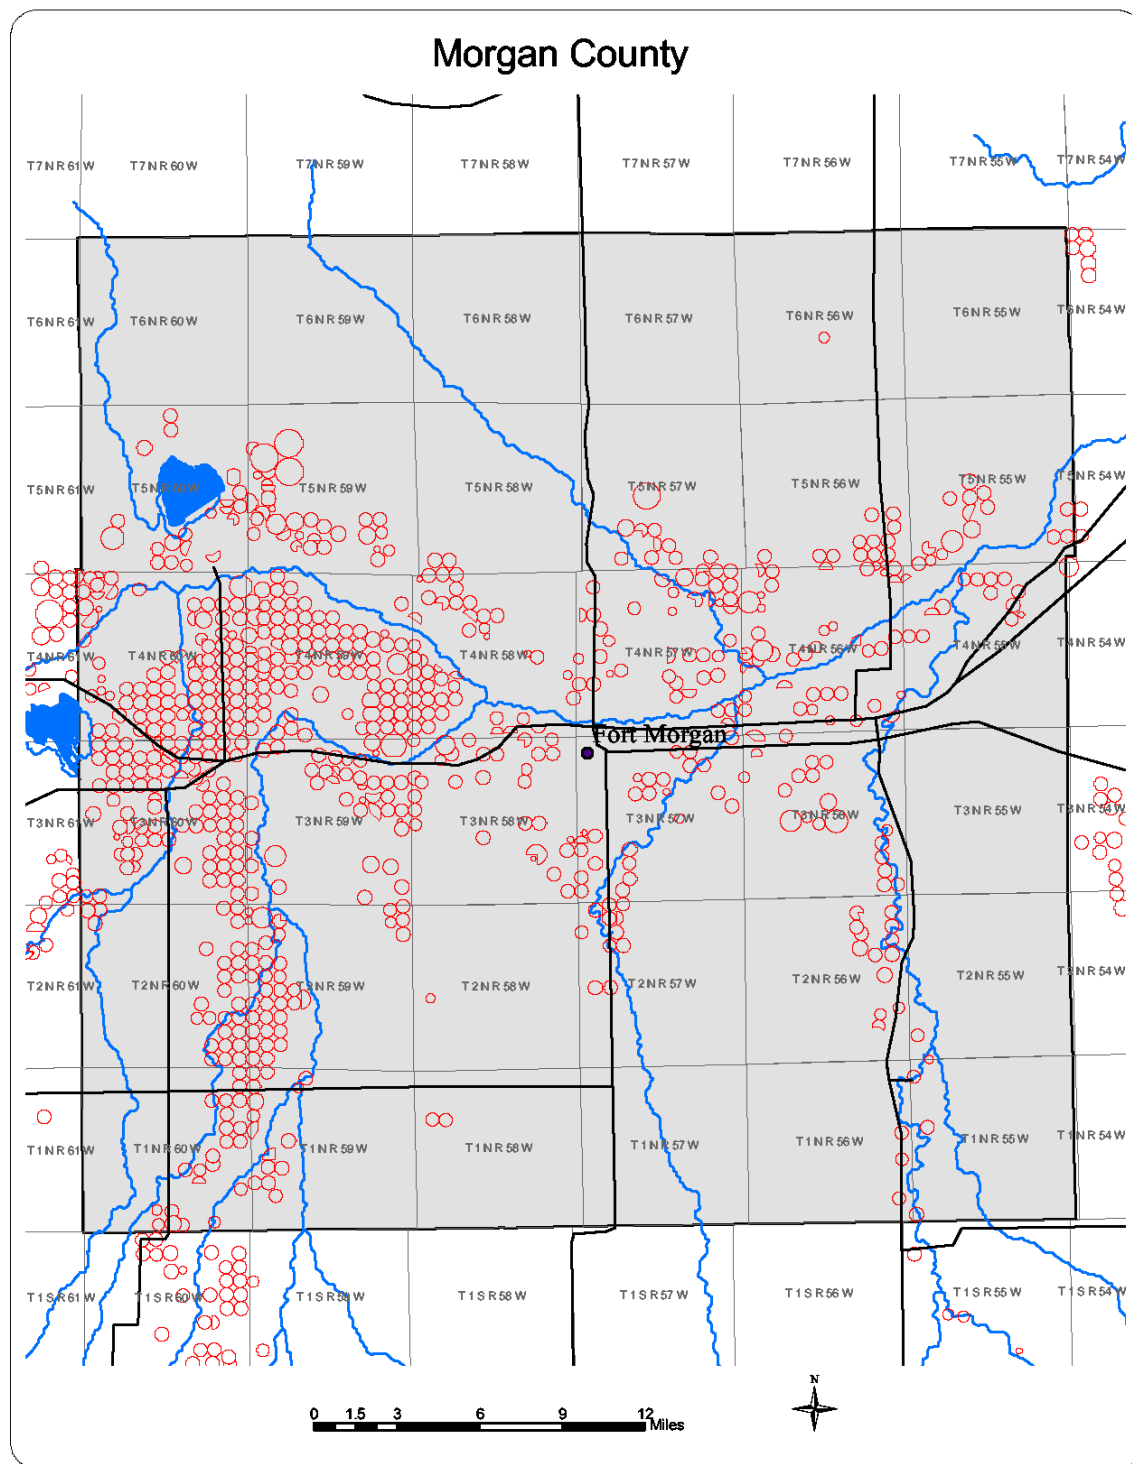 Morgan County
T7NR61W T7NR60W T7NR59W T7NR58W T7NR57W T7NR56W T7NR55W T7NR54W
T6NR61W T6NR60W T6NR59W T6NR58W T6NR57W T6NR56W T6NR55W T6NR54W
T5NR61W T5NR60W T5NR59W T5NR58W T5NR57W T5NR56W T5NR55W T5NR54W
T4NR61W T4NR60W T4NR59W T4NR58W T4NR57W T4NR56W T4NR55W T4NR54W
Fort Morgan
T3NR61W T3NR60W T3NR59W T3NR58W T3NR57W T3NR56W T3NR55W T3NR54W
T2NR61W T2NR60W T2NR59W T2NR58W T2NR57W T2NR56W T2NR55W T2NR54W
T1NR61W T1NR60W T1NR59W T1NR58W T1NR57W T1NR56W T1NR55W T1NR54W
T1SR61W T1SR60W T1SR59W T1SR58W T1SR57W T1SR56W T1SR55W T1SR54W
N
0 1.5 3 6 9 12
Miles